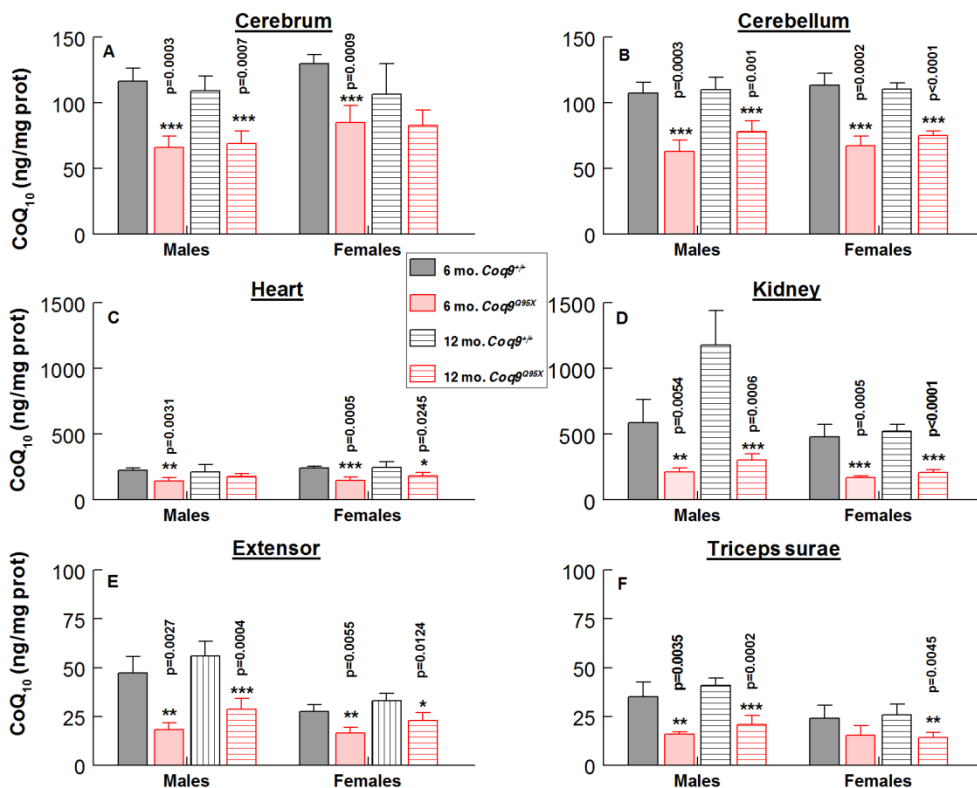 Cerebrum
A
CoQ10 (ng/mg prot)
150
100
50
0
p=0.0003
p=0.0007
p=0.0009
***
***
***
Males
Females
Cerebellum
B
150
100
50
0
p=0.0003
p=0.001
p=0.0002
p<0.0001
***
***
***
***
Males
Females
6 mo. Coq9+/+
6 mo. Coq9Q95X
12 mo. Coq9+/+
12 mo. Coq9Q95X
Heart
C
CoQ10 (ng/mg prot)
1500
1000
500
0
p=0.0031
p=0.0005
p=0.0245
**
***
*
Males
Females
Kidney
D
1500
1000
500
0
p=0.0054
p=0.0006
p=0.0005
p<0.0001
**
***
***
***
Males
Females
Extensor
E
CoQ10 (ng/mg prot)
100
75
50
25
0
p=0.0027
p=0.0004
p=0.0055
p=0.0124
**
***
**
*
Males
Females
Triceps surae
F
100
75
50
25
0
p=0.0035
p=0.0002
p=0.0045
**
***
**
Males
Females